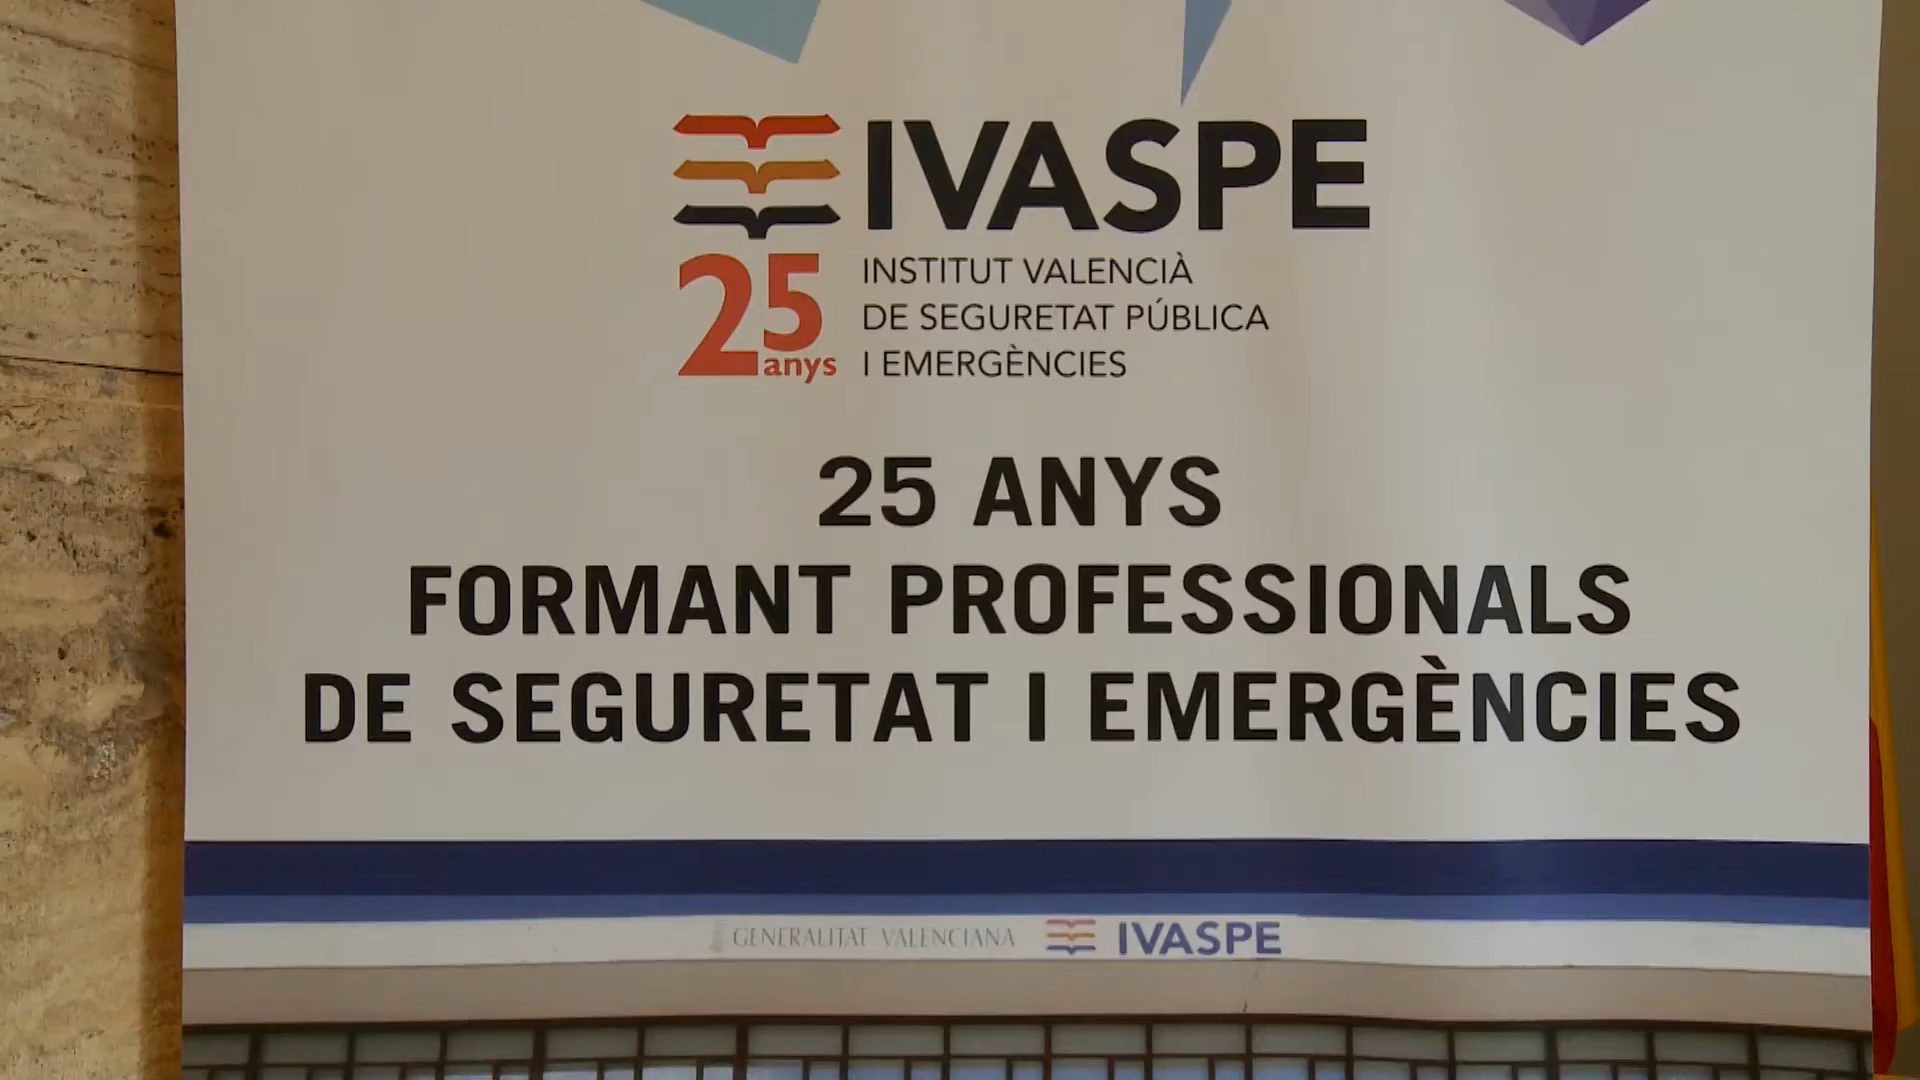 IVASPE
25 anys
INSTITUT VALENCIÀ
DE SEGURETAT PÚBLICA
I EMERGÈNCIES
25 ANYS
FORMANT PROFESSIONALS
DE SEGURETAT I EMERGÈNCIES
GENERALITAT VALENCIANA IVASPE